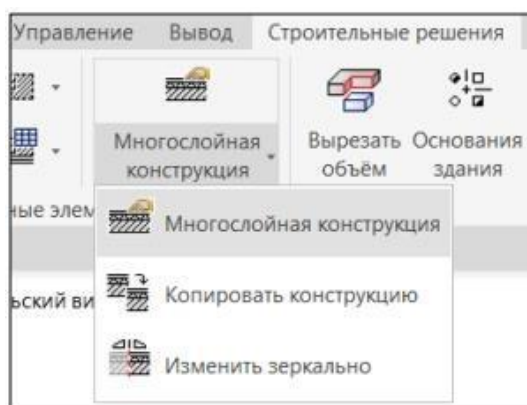 Управление Вывод Строительные решения
Многослойная конструкция
Вырезать объём
Основания здания
ные элем
Многослойная конструкция
ьский ви
Копировать конструкцию
Изменить зеркально